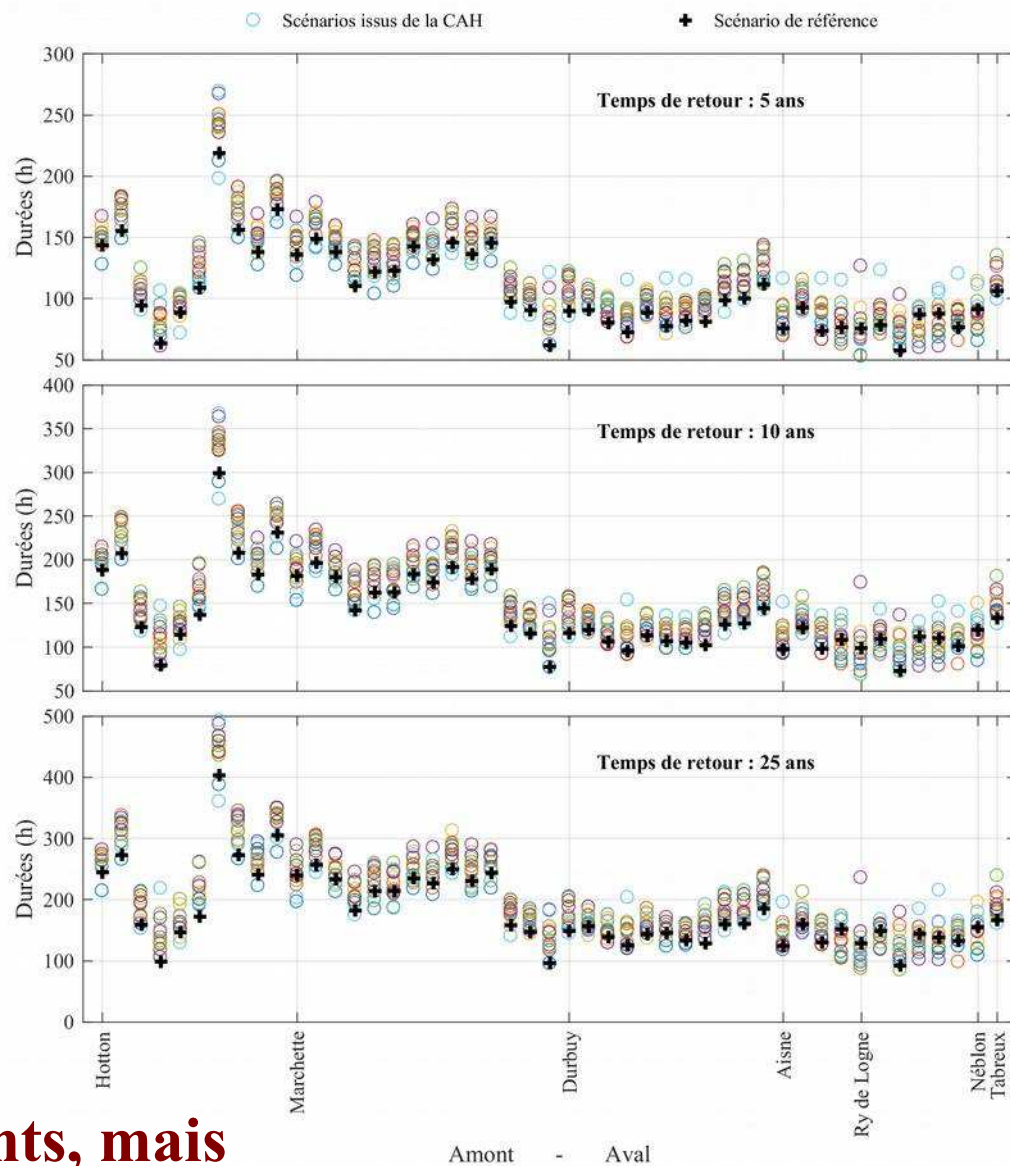 Scénarios issus de la CAH
Scénario de référence
300
250
200
150
100
50
Durées (h)
Temps de retour : 5 ans
400
350
300
250
200
150
100
50
Durées (h)
Temps de retour : 10 ans
500
400
300
200
100
0
Durées (h)
Temps de retour : 25 ans
Hotton
Marchette
Durbuy
Aisne
Ry de Logne
Néblon
Tabreux
nts, mais
Amont - Aval